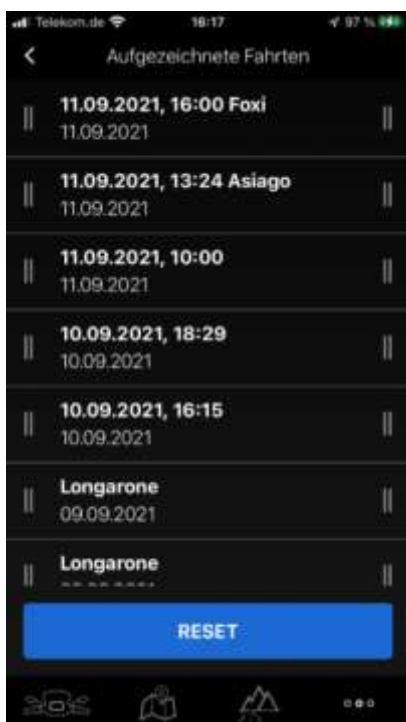 Telekom.de 16:17 97 %
Aufgezeichnete Fahrten
11.09.2021, 16:00 Foxi
11.09.2021
11.09.2021, 13:24 Asiago
11.09.2021
11.09.2021, 10:00
11.09.2021
10.09.2021, 18:29
10.09.2021
10.09.2021, 16:15
10.09.2021
Longarone
09.09.2021
Longarone
RESET